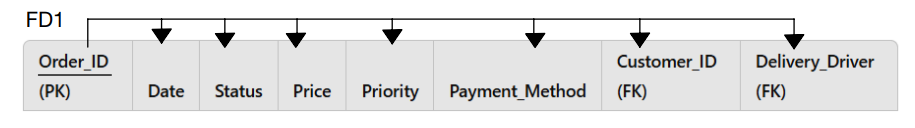 FD1
Order_ID Customer_ID Delivery_Driver
(PK) Date Status Price Priority Payment_Method (FK) (FK)